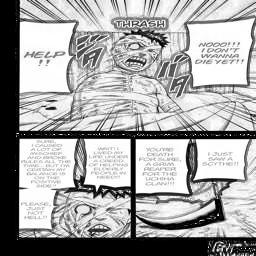 THRASH
NOOO!!!
I DON'T
WANNA
DIE YET!!
HELP
!!
I JUST
SAW A
SCYTHE!!
YOU'RE
DEATH
FOR SURE,
A GRIM
REAPER
FOR THE
UCHIHA
CLAN!!!
WAIT! I
LIVED MY
LIFE UNDER
A CREED
OF HELPING
ELDERLY
PEOPLE IN
NEED!!
SURE,
I CAUSED
A LOT OF
MISCHIEF
AND BROKE
RULES ALL THE
TIME... BUT I'M
CERTAIN MY
BALANCE IS
ON THE
POSITIVE
SIDE
PLEASE,
JUST
NOT
HELL!!